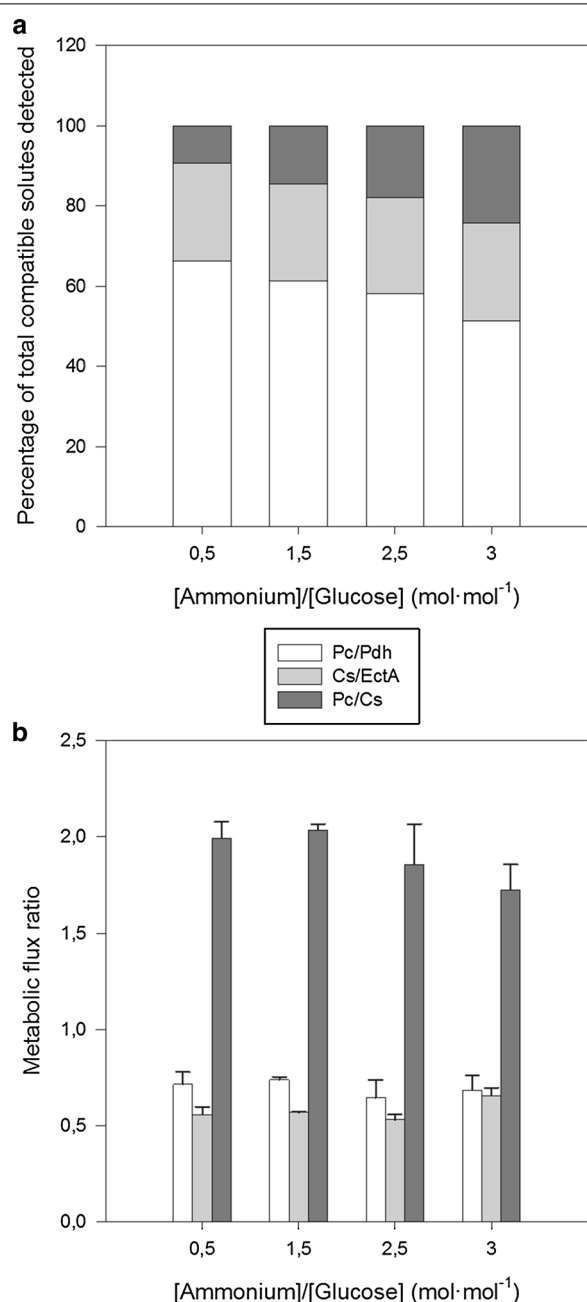 a
Percentage of total compatible solutes detected
120
100
80
60
40
20
0
0,5 1,5 2,5 3
[Ammonium]/[Glucose] (mol·mol⁻¹)
Pc/Pdh
Cs/EctA
Pc/Cs
b
Metabolic flux ratio
2,5
2,0
1,5
1,0
0,5
0,0
0,5 1,5 2,5 3
[Ammonium]/[Glucose] (mol·mol⁻¹)